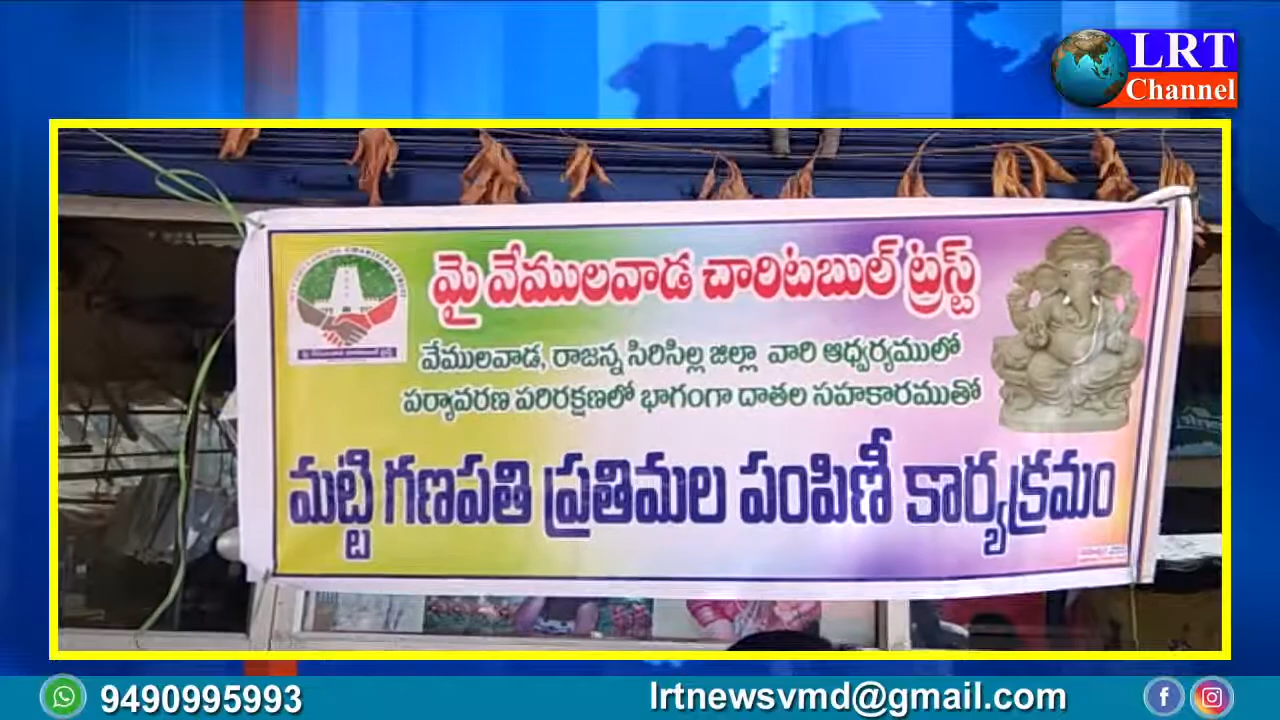 LRT
Channel
మై వేములవాడ చారిటబుల్ ట్రస్ట్
వేములవాడ, రాజన్న సిరిసిల్ల జిల్లా వారి ఆధ్వర్యములో
పర్యావరణ పరిరక్షణలో భాగంగా దాతల సహకారముతో
మట్టి గణపతి ప్రతిమల పంపిణీ కార్యక్రమం
9490995993
lrtnewsvmd@gmail.com